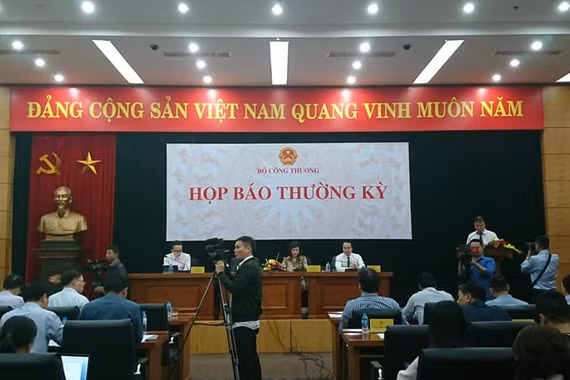 ĐẢNG CỘNG SẢN VIỆT NAM QUANG VINH MUÔN NĂM
BỘ CÔNG THƯƠNG
HỌP BÁO THƯỜNG KỲ